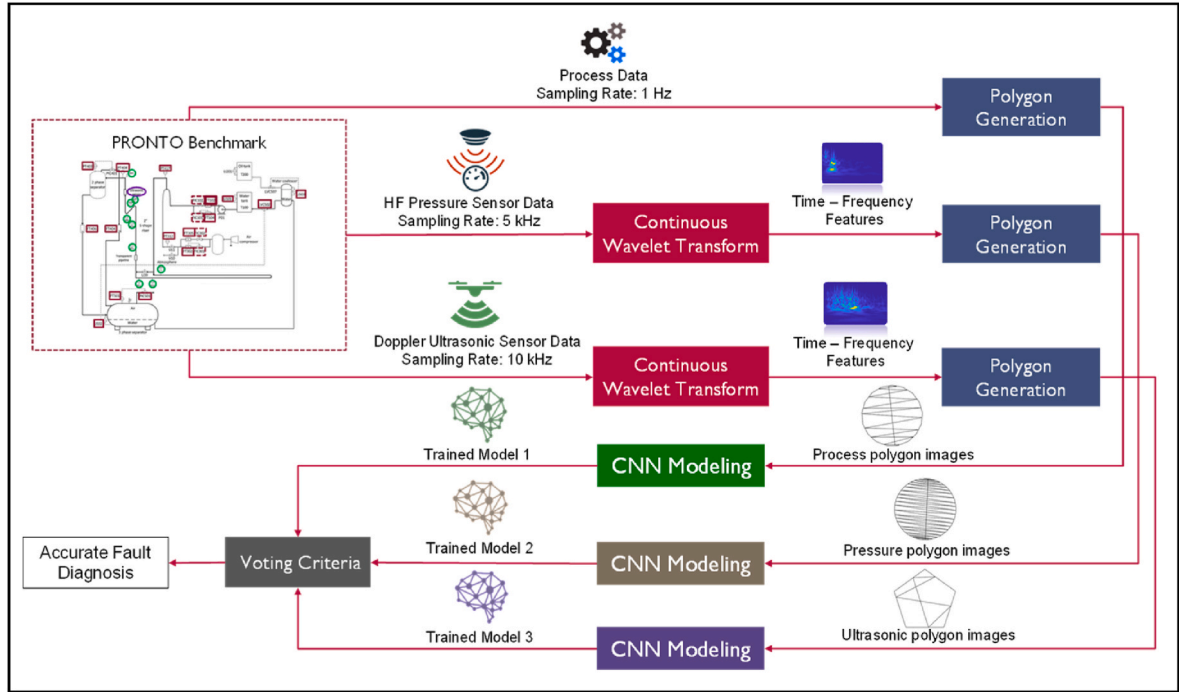 Process Data
Sampling Rate: 1 Hz
Polygon
Generation
PRONTO Benchmark
HF Pressure Sensor Data
Sampling Rate: 5 kHz
Continuous
Wavelet Transform
Time – Frequency
Features
Polygon
Generation
Doppler Ultrasonic Sensor Data
Sampling Rate: 10 kHz
Continuous
Wavelet Transform
Time – Frequency
Features
Polygon
Generation
Trained Model 1
CNN Modeling
Process polygon images
Accurate Fault
Diagnosis
Voting Criteria
Trained Model 2
CNN Modeling
Pressure polygon images
Trained Model 3
CNN Modeling
Ultrasonic polygon images